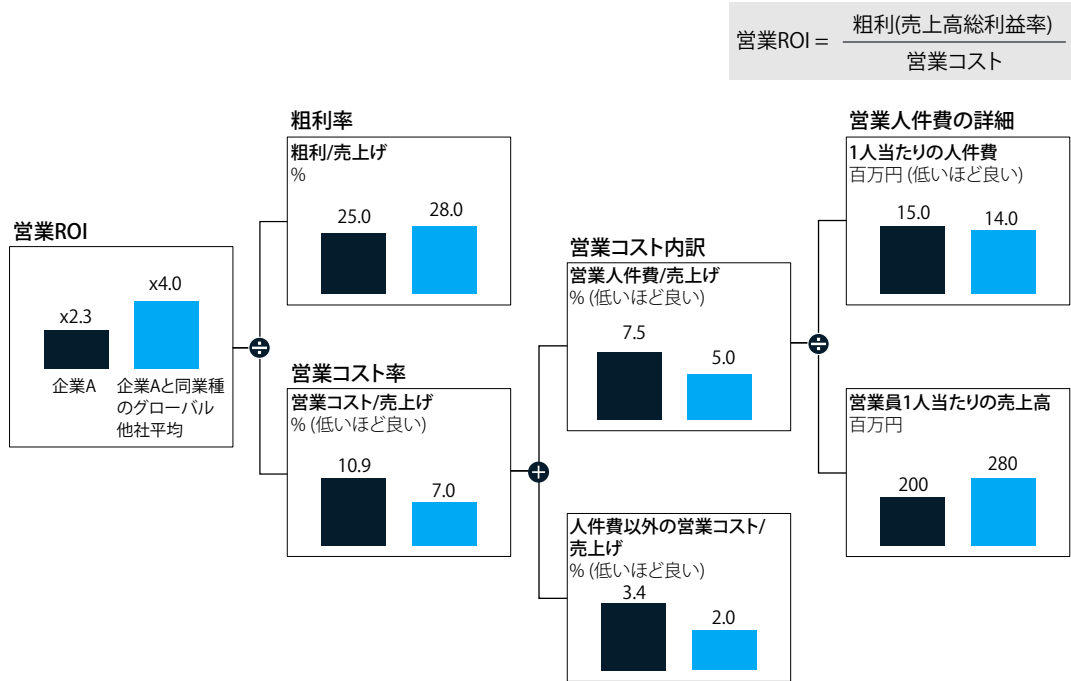 営業ROI =
粗利(売上高総利益率)
営業コスト
営業ROI
x2.3
x4.0
企業A
企業Aと同業種
のグローバル
他社平均
÷
粗利率
粗利/売上げ
%
25.0
28.0
営業コスト率
営業コスト/売上げ
% (低いほど良い)
10.9
7.0
+
営業コスト内訳
営業人件費/売上げ
% (低いほど良い)
7.5
5.0
人件費以外の営業コスト/
売上げ
% (低いほど良い)
3.4
2.0
÷
営業人件費の詳細
1人当たりの人件費
百万円 (低いほど良い)
15.0
14.0
営業員1人当たりの売上高
百万円
200
280